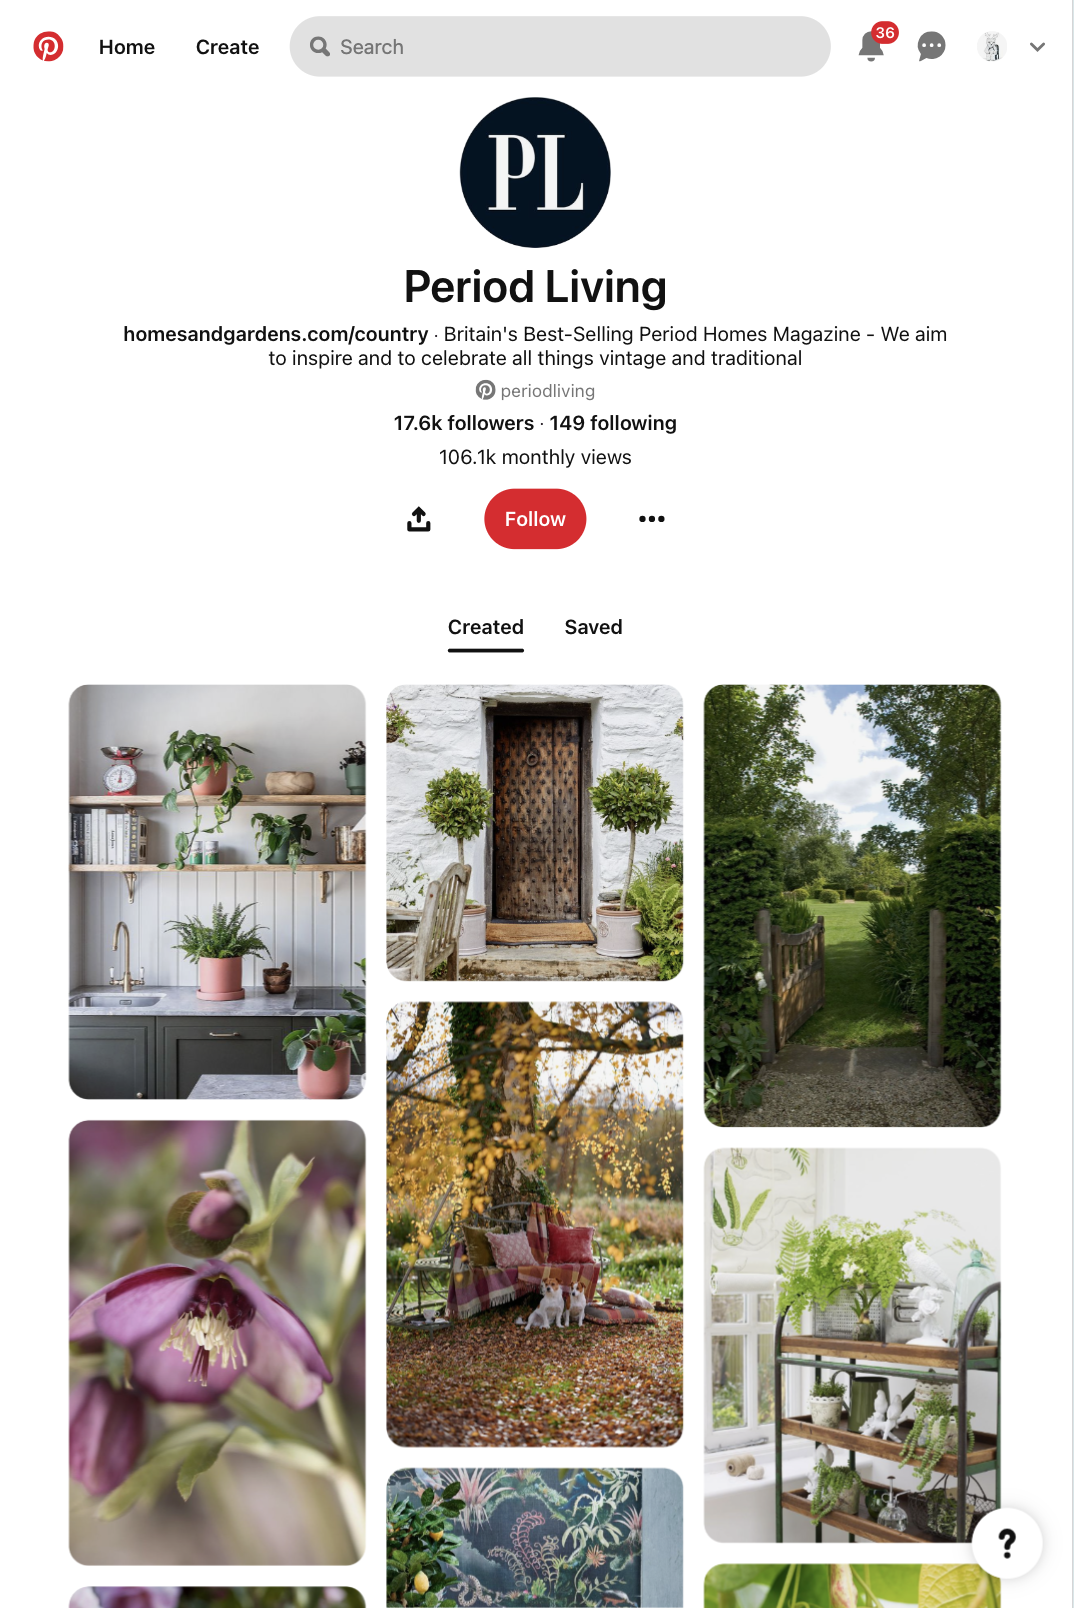 Home
Create
Search
36
PL
Period Living
homesandgardens.com/country · Britain's Best-Selling Period Homes Magazine - We aim
to inspire and to celebrate all things vintage and traditional
periodliving
17.6k followers · 149 following
106.1k monthly views
Follow
Created
Saved
?